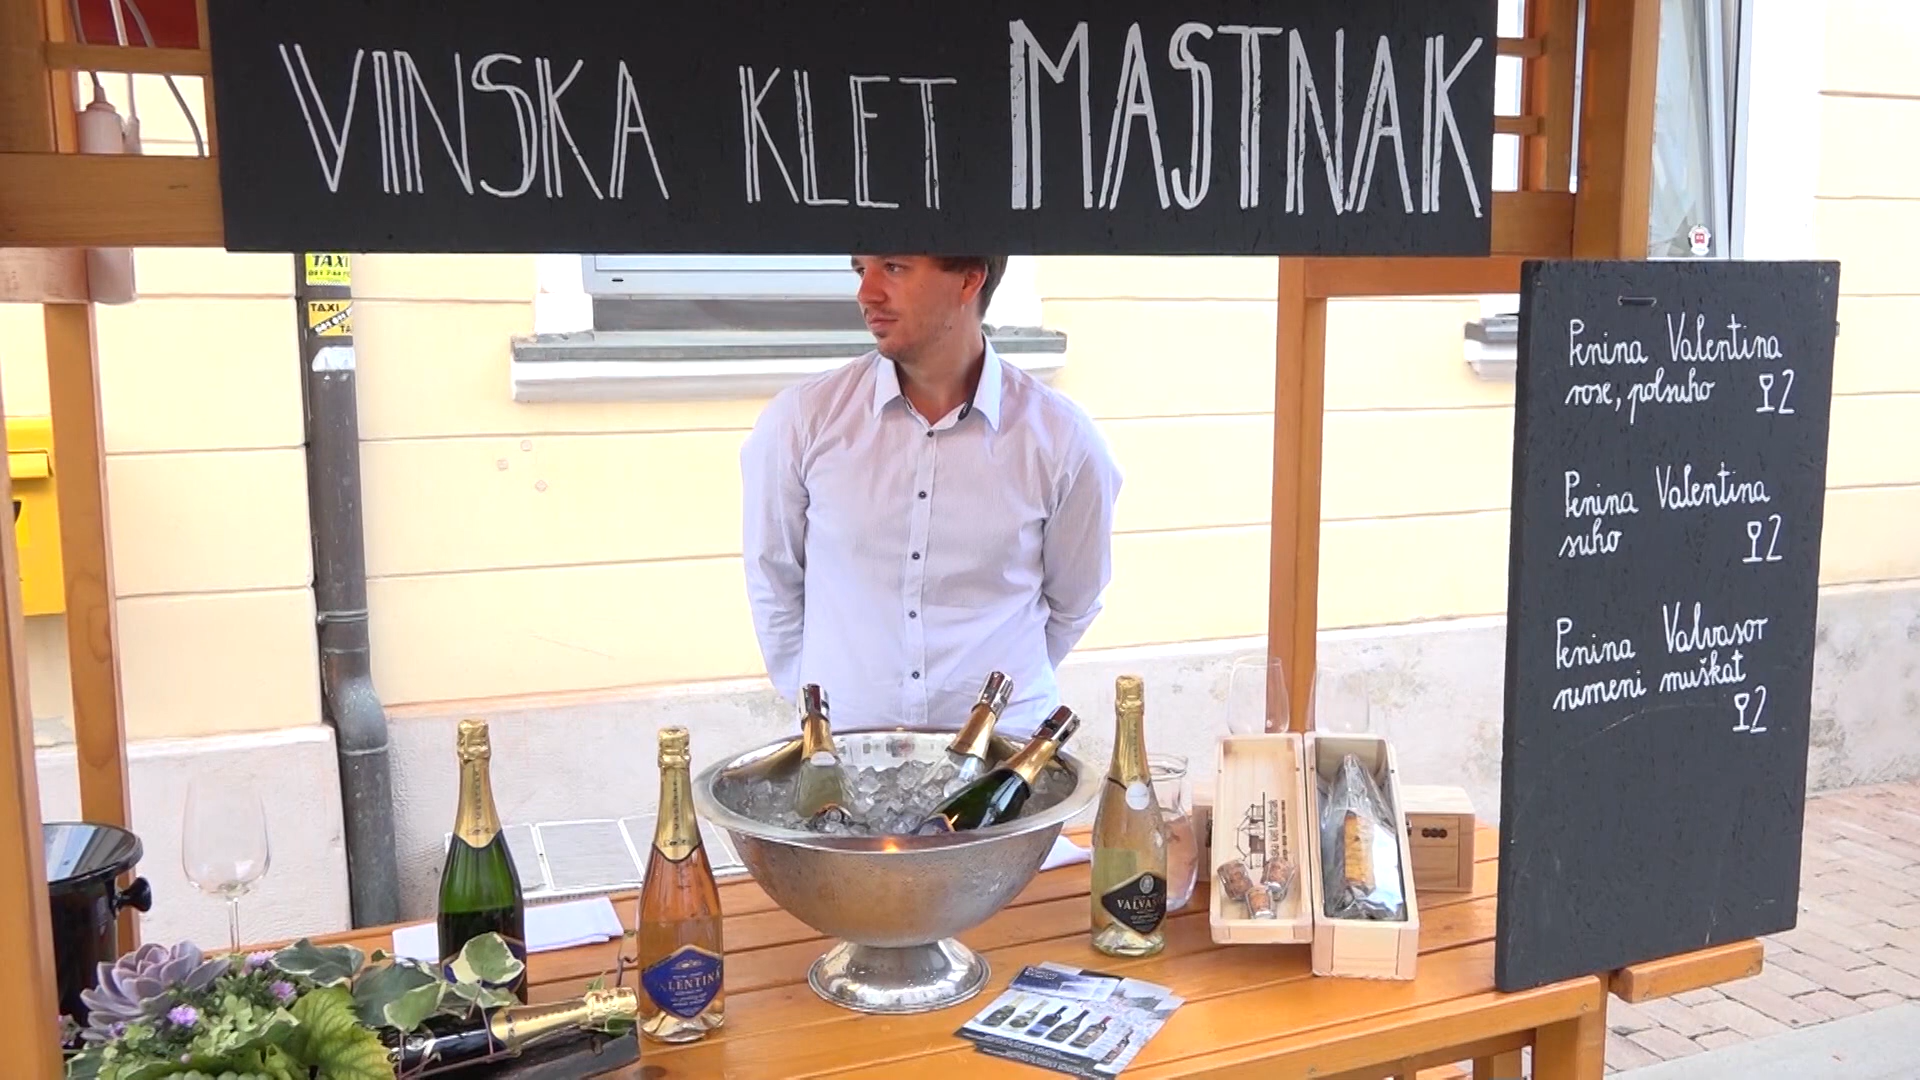 VINSKA KLET MASTNAK
TAXI
TAXI
Penina Valentina
rose, polsuho 2
Penina Valentina
suho 2
Penina Valvasor
rumeni muškat
2
VALENTINA
VALVASOR